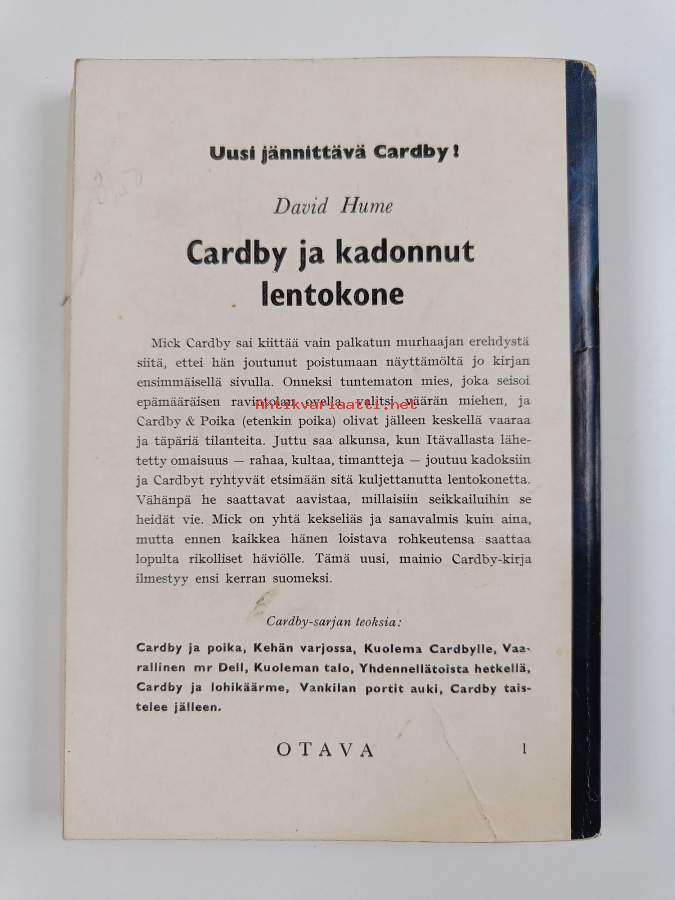 Uusi jännittävä Cardby!
David Hume
Cardby ja kadonnut
lentokone
Mick Cardby sai kiittää vain palkatun murhaajan erehdystä
siitä, ettei hän joutunut poistumaan näyttämöltä jo kirjan
ensimmäisellä sivulla. Onneksi tuntematon mies, joka seisoi
epämääräisen ravintolan ovella, valitsi väärän miehen, ja
Antikvariaatti.net
Cardby & Poika (etenkin poika) olivat jälleen keskellä vaaraa
ja täpäriä tilanteita. Juttu saa alkunsa, kun Itävallasta lähe-
tetty omaisuus — rahaa, kultaa, timantteja — joutuu kadoksiin
ja Cardbyt ryhtyvät etsimään sitä kuljettanutta lentokonetta.
Vähänpä he saattavat aavistaa, millaisiin seikkailuihin se
heidät vie. Mick on yhtä kekseliäs ja sanavalmis kuin aina,
mutta ennen kaikkea hänen loistava rohkeutensa saattaa
lopulta rikolliset häviölle. Tämä uusi, mainio Cardby-kirja
ilmestyy ensi kerran suomeksi.
Cardby-sarjan teoksia:
Cardby ja poika, Kehän varjossa, Kuolema Cardbylle, Vaa-
rallinen mr Dell, Kuoleman talo, Yhdennellätoista hetkellä,
Cardby ja lohikäärme, Vankilan portit auki, Cardby tais-
telee jälleen.
OTAVA 1